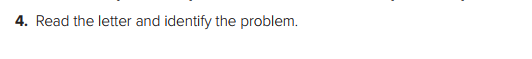 4. Read the letter and identify the problem.